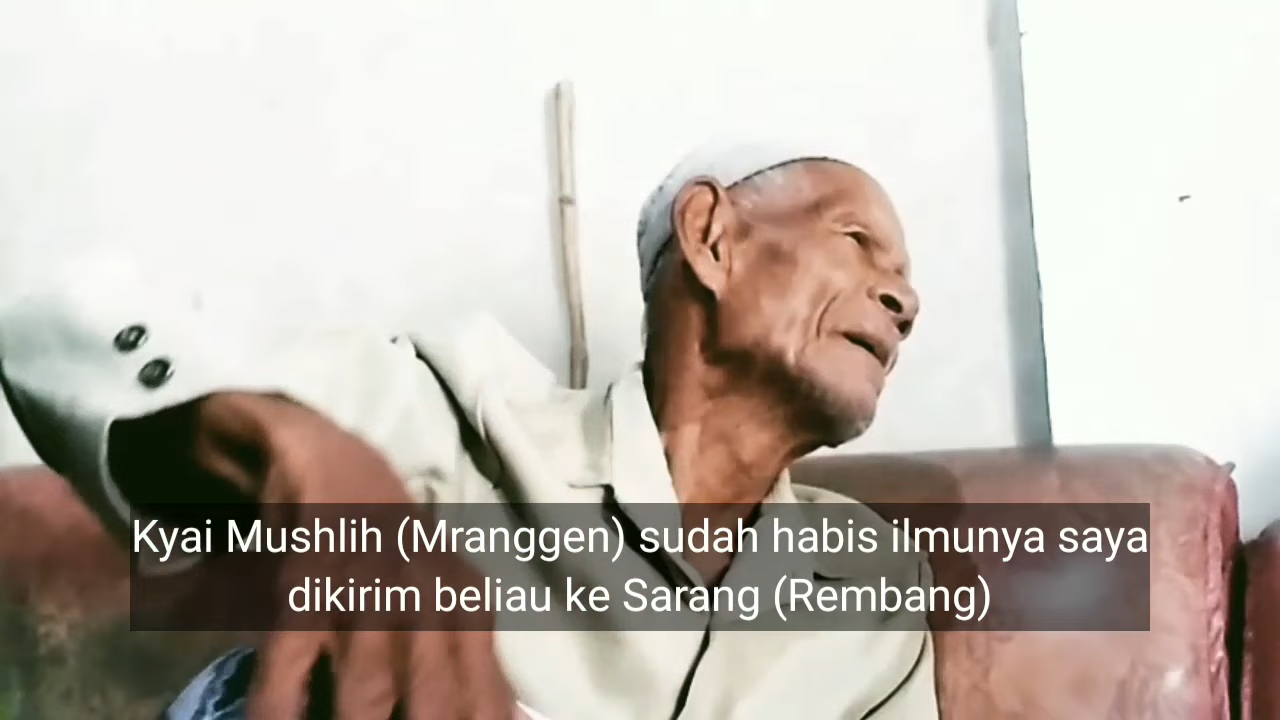 Kyai Mushlih (Mranggen) sudah habis ilmunya saya
dikirim beliau ke Sarang (Rembang)